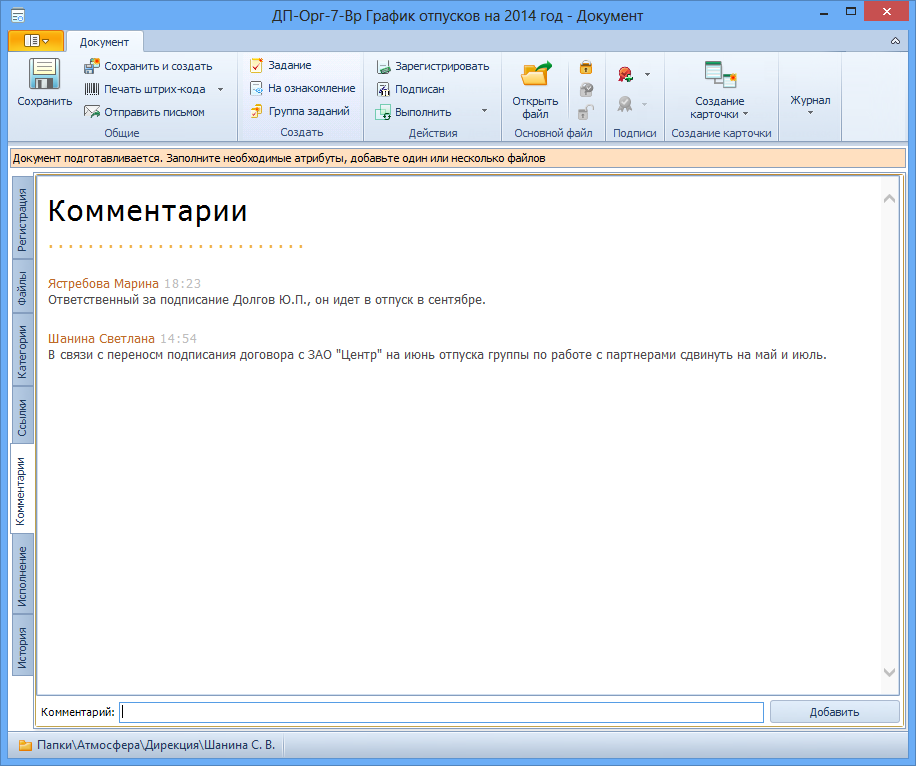 ДП-Орг-7-Вр График отпусков на 2014 год - Документ
Документ
Сохранить
Сохранить и создать
Печать штрих-кода
Отправить письмом
Общие
Задание
На ознакомление
Группа заданий
Создать
Зарегистрировать
Подписан
Выполнить
Действия
Открыть
файл
Основной файл
Подписи
Создание
карточки
Создание карточки
Журнал
Документ подготавливается. Заполните необходимые атрибуты, добавьте один или несколько файлов
Регистрация
Файлы
Категории
Ссылки
Комментарии
Исполнение
История
Комментарии
Ястребова Марина 18:23
Ответственный за подписание Долгов Ю.П., он идет в отпуск в сентябре.
Шанина Светлана 14:54
В связи с переносм подписания договора с ЗАО "Центр" на июнь отпуска группы по работе с партнерами сдвинуть на май и июль.
Комментарий:
Добавить
Папки\Атмосфера\Дирекция\Шанина С. В.